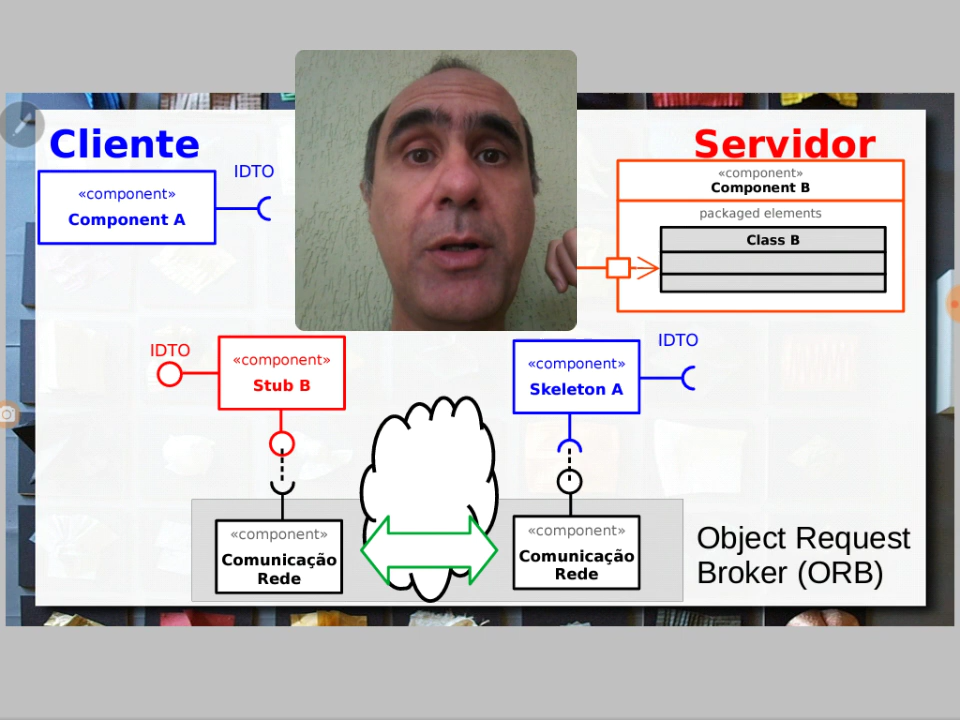 Cliente
Servidor
IDTO
«component»
Component A
«component»
Component B
packaged elements
Class B
IDTO
«component»
Stub B
IDTO
«component»
Skeleton A
«component»
Comunicação
Rede
«component»
Comunicação
Rede
Object Request
Broker (ORB)